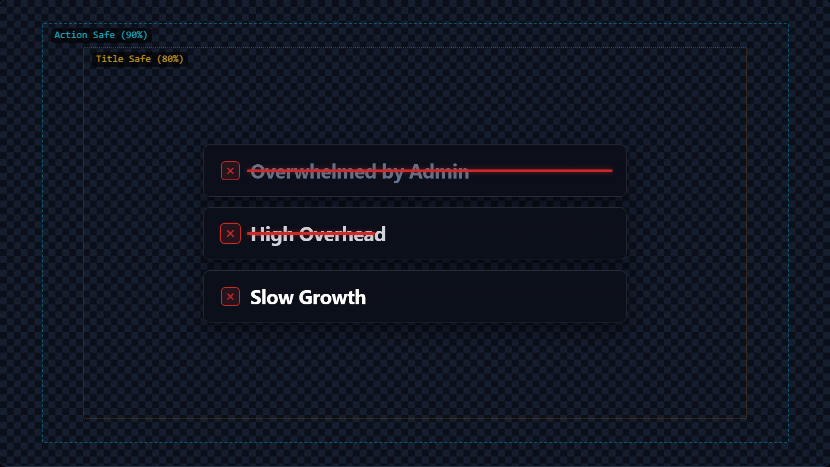 Action Safe (90%)
Title Safe (80%)
Overwhelmed by Admin
High Overhead
Slow Growth